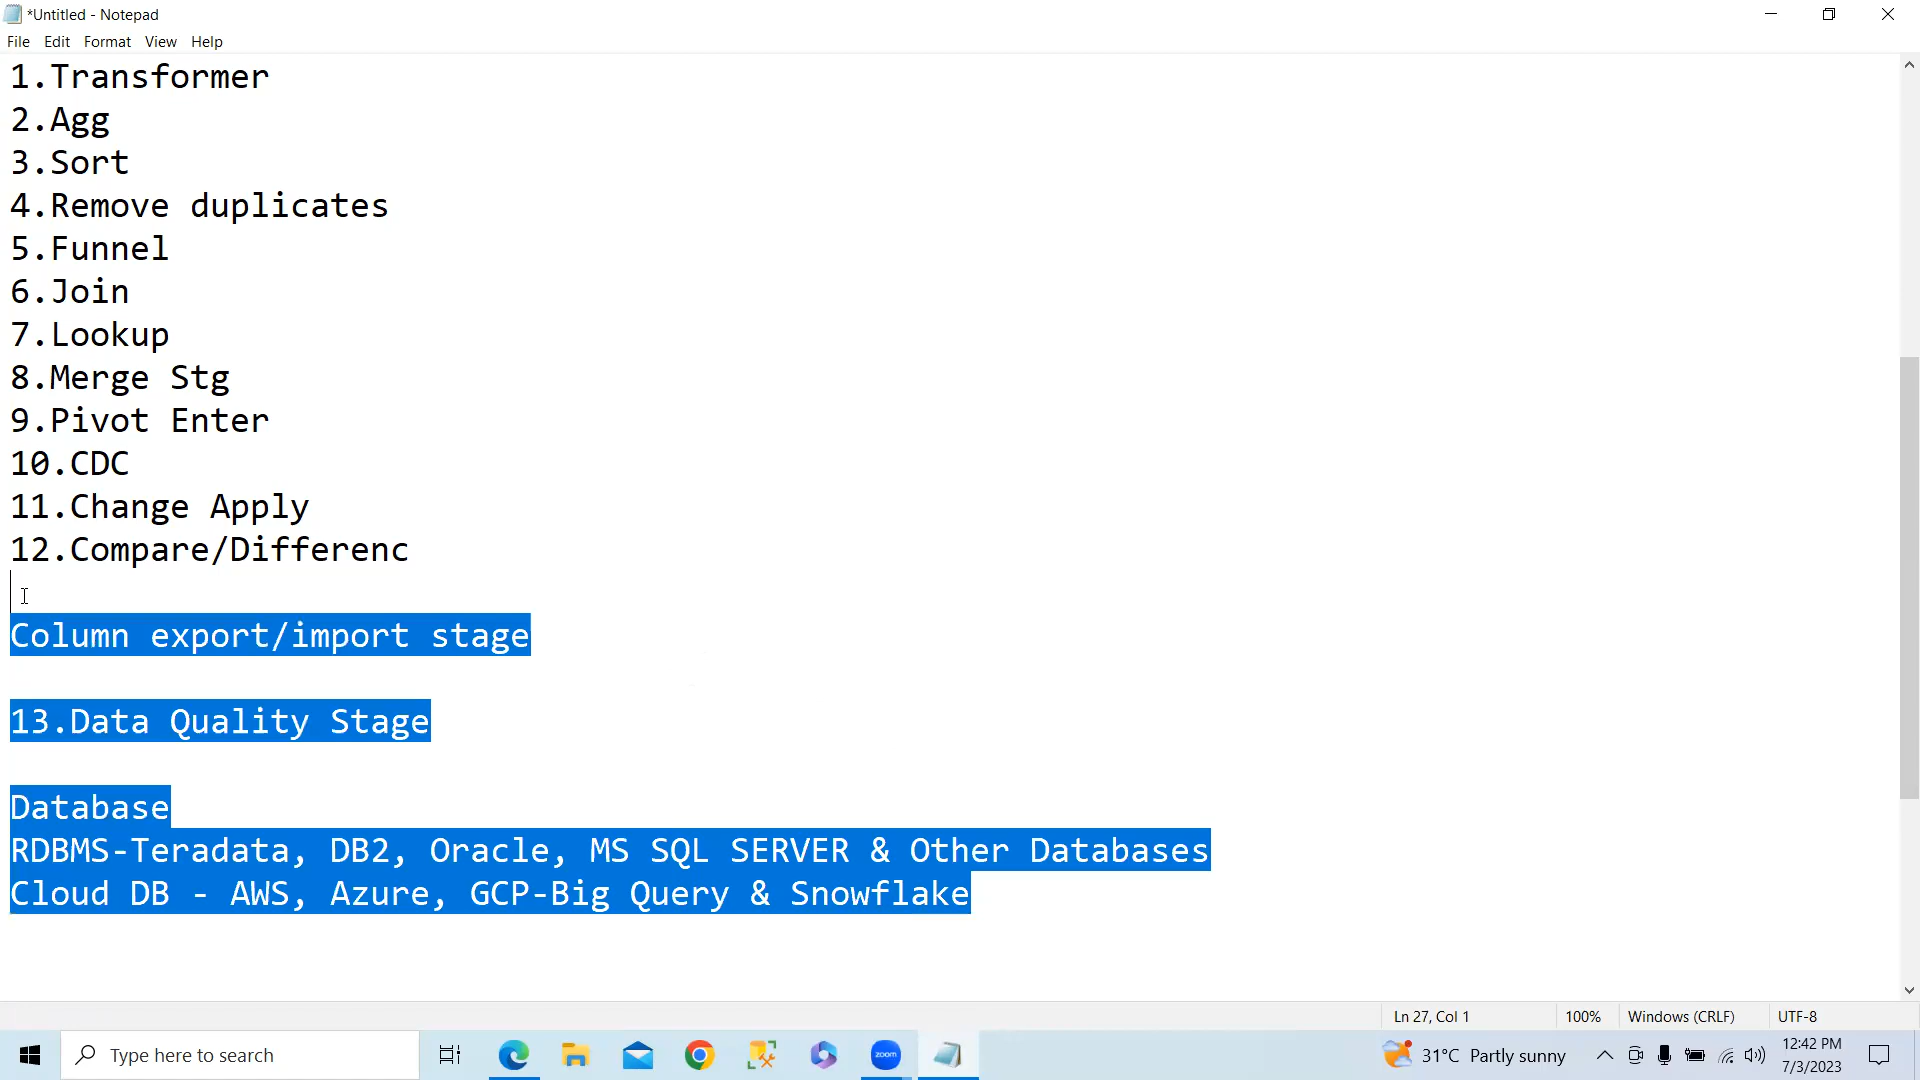 *Untitled - Notepad
File Edit Format View Help
1.Transformer
2.Agg
3.Sort
4.Remove duplicates
5.Funnel
6.Join
7.Lookup
8.Merge Stg
9.Pivot Enter
10.CDC
11.Change Apply
12.Compare/Differenc
Column export/import stage
13.Data Quality Stage
Database
RDBMS-Teradata, DB2, Oracle, MS SQL SERVER & Other Databases
Cloud DB - AWS, Azure, GCP-Big Query & Snowflake
Ln 27, Col 1 100% Windows (CRLF) UTF-8
Type here to search
zoom
31°C Partly sunny
12:42 PM
7/3/2023